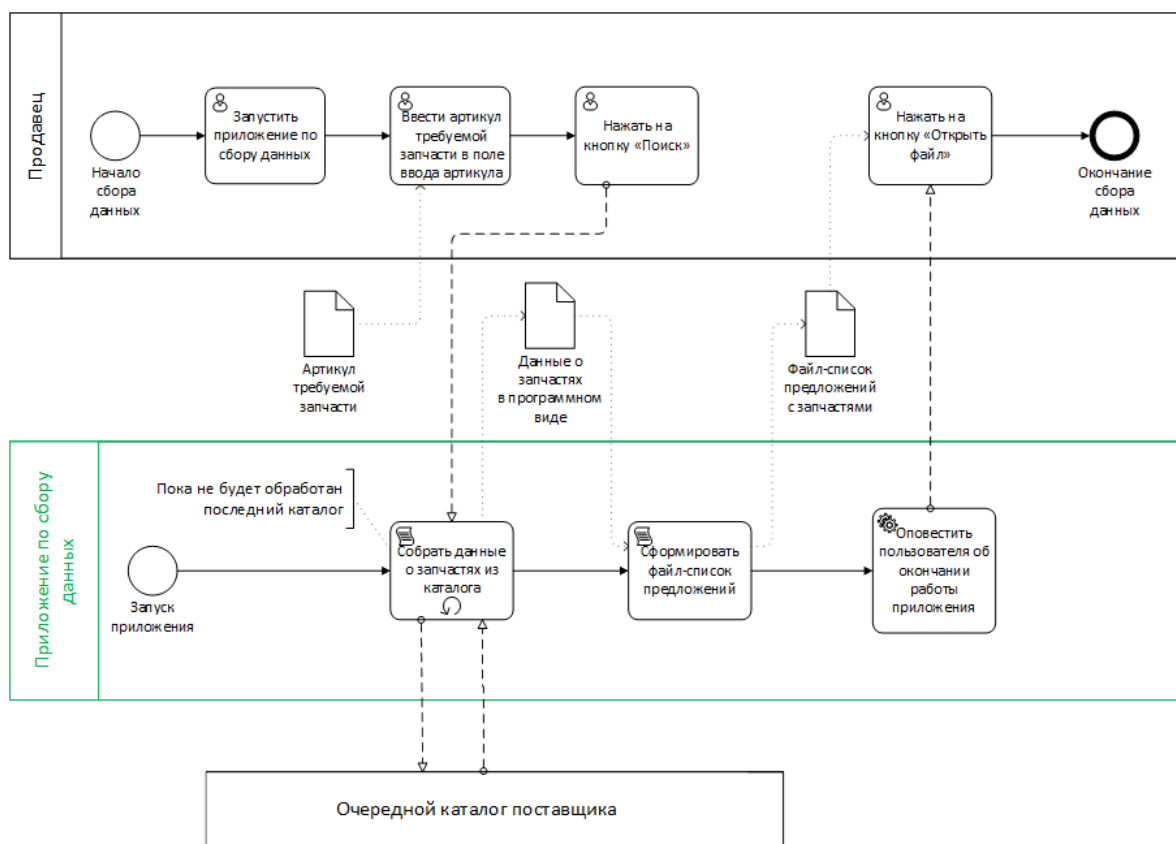 Продавец
Начало
сбора
данных
Запустить
приложение по
сбору данных
Ввести артикул
требуемой
запчасти в поле
ввода артикула
Нажать на
кнопку «Поиск»
Нажать на
кнопку «Открыть
файл»
Окончание
сбора
данных
Артикул
требуемой
запчасти
Данные о
запчастях
в программном
виде
Файл-список
предложений
с запчастями
Приложение по сбору
данных
Пока не будет обработан
последний каталог
Запуск
приложения
Собрать данные
о запчастях из
каталога
Сформировать
файл-список
предложений
Оповестить
пользователя об
окончании
работы
приложения
Очередной каталог поставщика